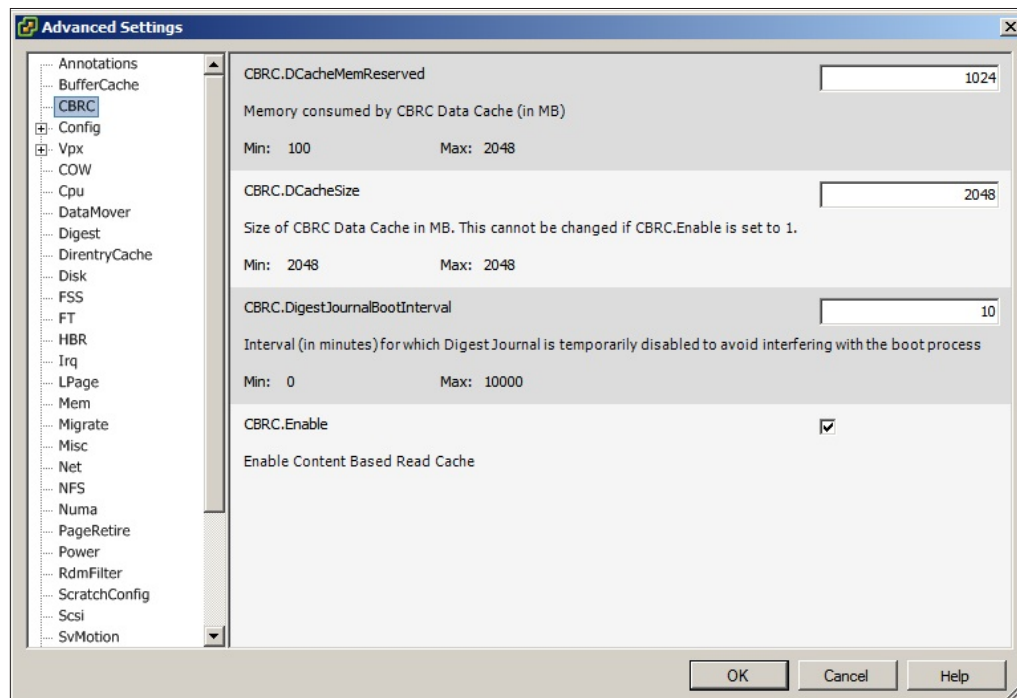 Advanced Settings
Annotations
BufferCache
CBRC
Config
Vpx
COW
Cpu
DataMover
Digest
DirentryCache
Disk
FSS
FT
HBR
Irq
LPage
Mem
Migrate
Misc
Net
NFS
Numa
PageRetire
Power
RdmFilter
ScratchConfig
Scsi
SvMotion
CBRC.DCacheMemReserved 1024
Memory consumed by CBRC Data Cache (in MB)
Min: 100 Max: 2048
CBRC.DCacheSize 2048
Size of CBRC Data Cache in MB. This cannot be changed if CBRC.Enable is set to 1.
Min: 2048 Max: 2048
CBRC.DigestJournalBootInterval 10
Interval (in minutes) for which Digest Journal is temporarily disabled to avoid interfering with the boot process
Min: 0 Max: 10000
CBRC.Enable
Enable Content Based Read Cache
OK Cancel Help